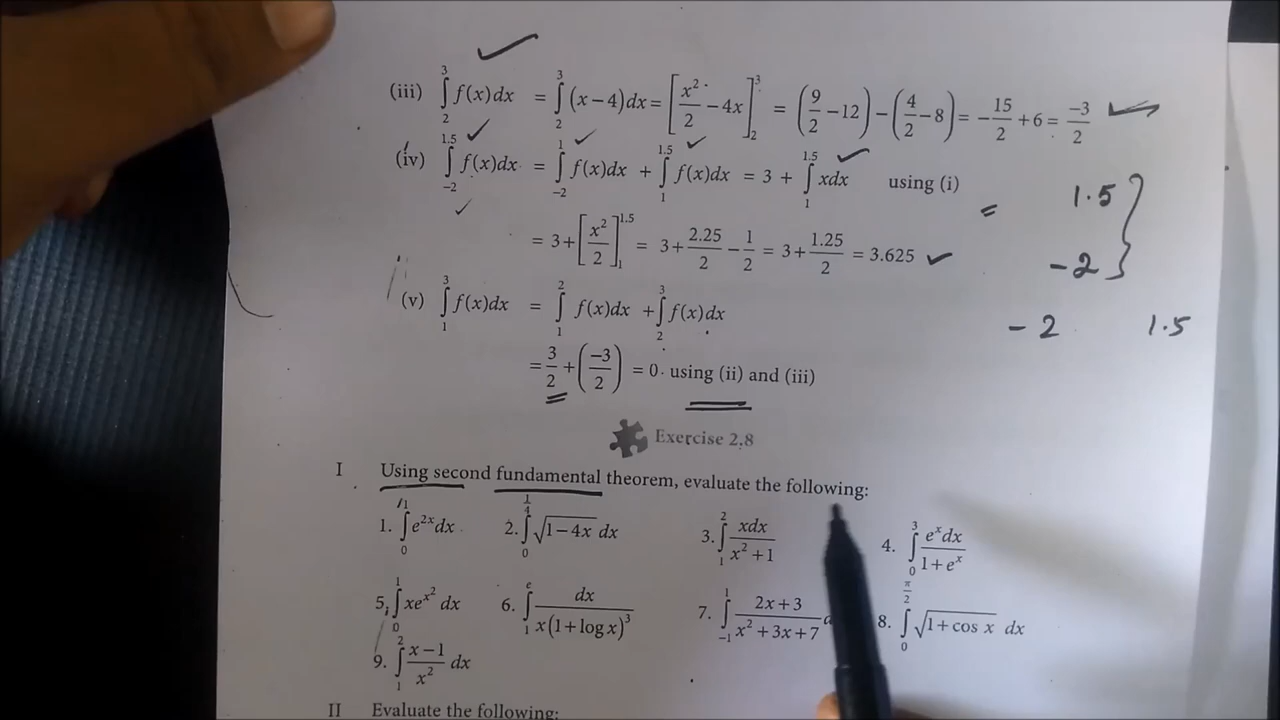 (iii) ∫₂³ f(x)dx = ∫₂³ (x−4)dx = [x²/2 − 4x]₂³ = (9/2 − 12) − (4/2 − 8) = −15/2 + 6 = −3/2
(iv) ∫₋₂^1.5 f(x)dx = ∫₋₂¹ f(x)dx + ∫₁^1.5 f(x)dx = 3 + ∫₁^1.5 xdx using (i)
= 1.5
= 3 + [x²/2]₁^1.5 = 3 + 2.25/2 − 1/2 = 3 + 1.25/2 = 3.625
−2
(v) ∫₁³ f(x)dx = ∫₁² f(x)dx + ∫₂³ f(x)dx
−2 1.5
= 3/2 + (−3/2) = 0. using (ii) and (iii)
Exercise 2.8
I Using second fundamental theorem, evaluate the following:
1. ∫₀¹ e^(2x) dx 2. ∫₀^(1/4) √(1−4x) dx 3. ∫₁² xdx/(x²+1) 4. ∫₀³ eˣdx/(1+eˣ)
5. ∫₀¹ xe^(x²) dx 6. ∫₁ᵉ dx/(x(1+log x)³) 7. ∫₋₁¹ (2x+3)/(x²+3x+7) 8. ∫₀^(π/2) √(1+cos x) dx
9. ∫₁² (x−1)/x² dx
II Evaluate the following: